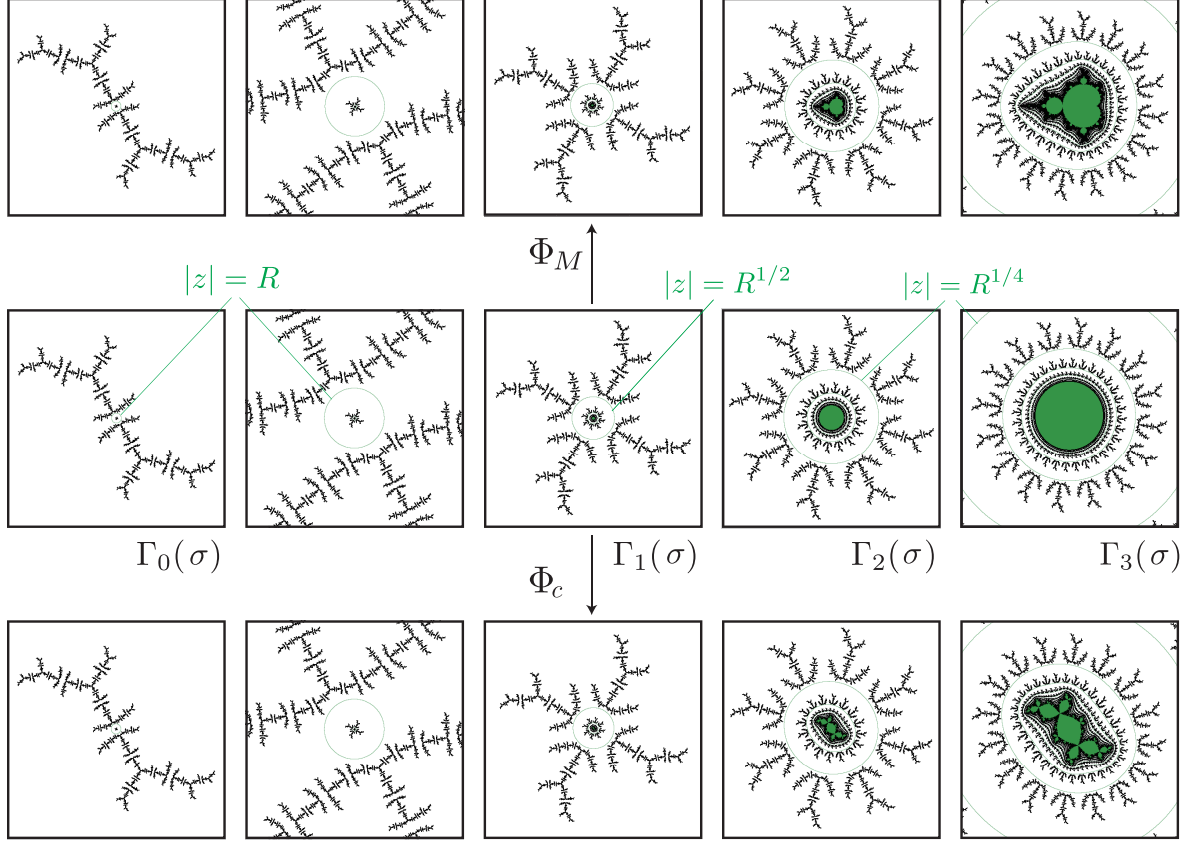 Φ_M
|z| = R
|z| = R^{1/2}
|z| = R^{1/4}
Γ_0(σ)
Γ_1(σ)
Γ_2(σ)
Γ_3(σ)
Φ_c